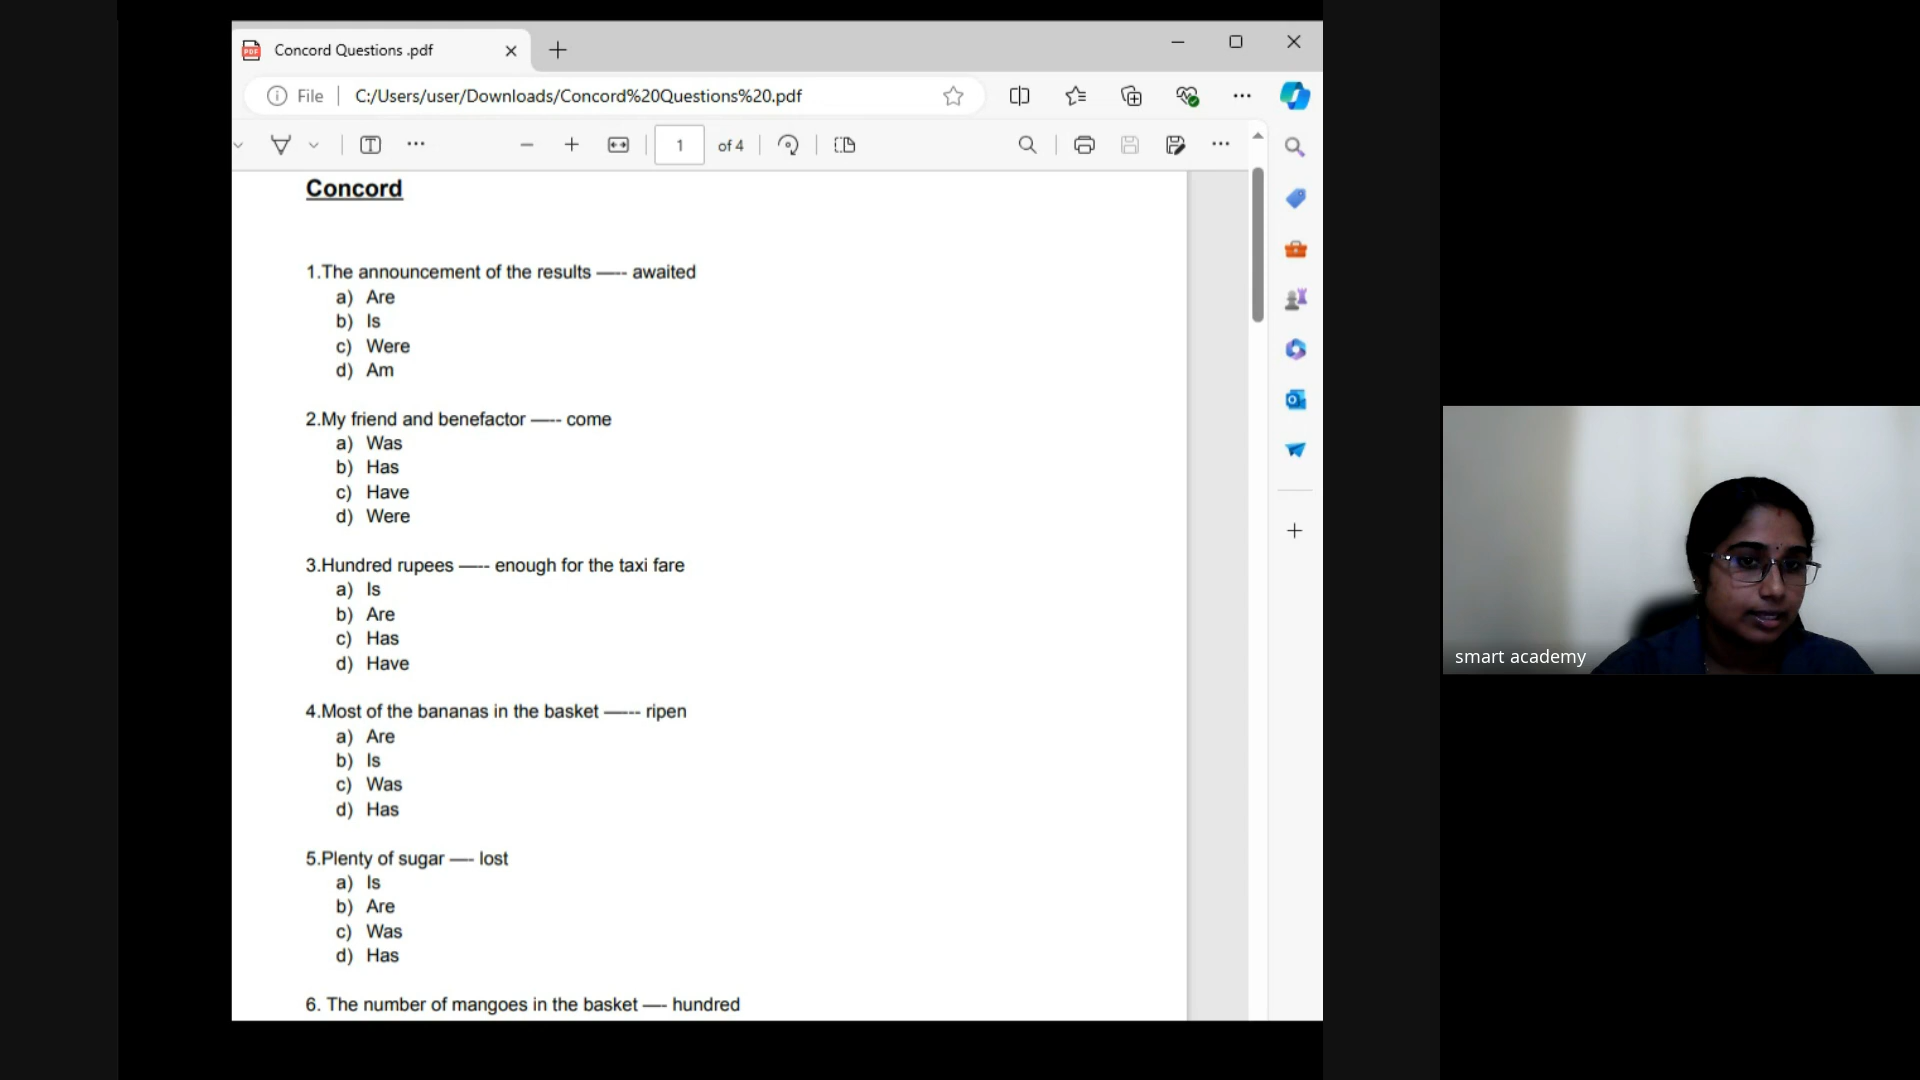 Concord Questions .pdf
File
C:/Users/user/Downloads/Concord%20Questions%20.pdf
1 of 4
Concord
1.The announcement of the results —-- awaited
a) Are
b) Is
c) Were
d) Am
2.My friend and benefactor —-- come
a) Was
b) Has
c) Have
d) Were
3.Hundred rupees —-- enough for the taxi fare
a) Is
b) Are
c) Has
d) Have
4.Most of the bananas in the basket —--- ripen
a) Are
b) Is
c) Was
d) Has
5.Plenty of sugar —- lost
a) Is
b) Are
c) Was
d) Has
6. The number of mangoes in the basket —- hundred
smart academy